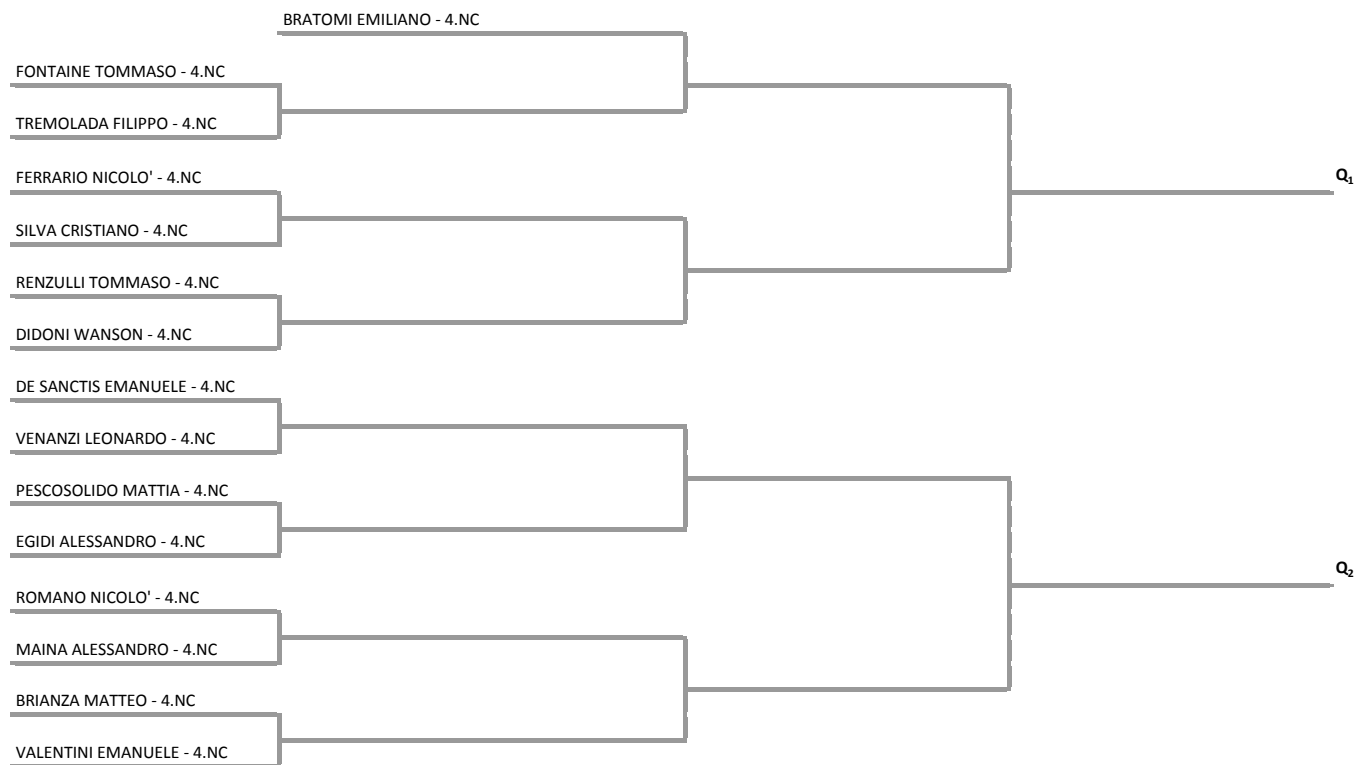 BRATOMI EMILIANO - 4.NC
FONTAINE TOMMASO - 4.NC
TREMOLADA FILIPPO - 4.NC
FERRARIO NICOLO' - 4.NC
Q1
SILVA CRISTIANO - 4.NC
RENZULLI TOMMASO - 4.NC
DIDONI WANSON - 4.NC
DE SANCTIS EMANUELE - 4.NC
VENANZI LEONARDO - 4.NC
PESCOSOLIDO MATTIA - 4.NC
EGIDI ALESSANDRO - 4.NC
Q2
ROMANO NICOLO' - 4.NC
MAINA ALESSANDRO - 4.NC
BRIANZA MATTEO - 4.NC
VALENTINI EMANUELE - 4.NC